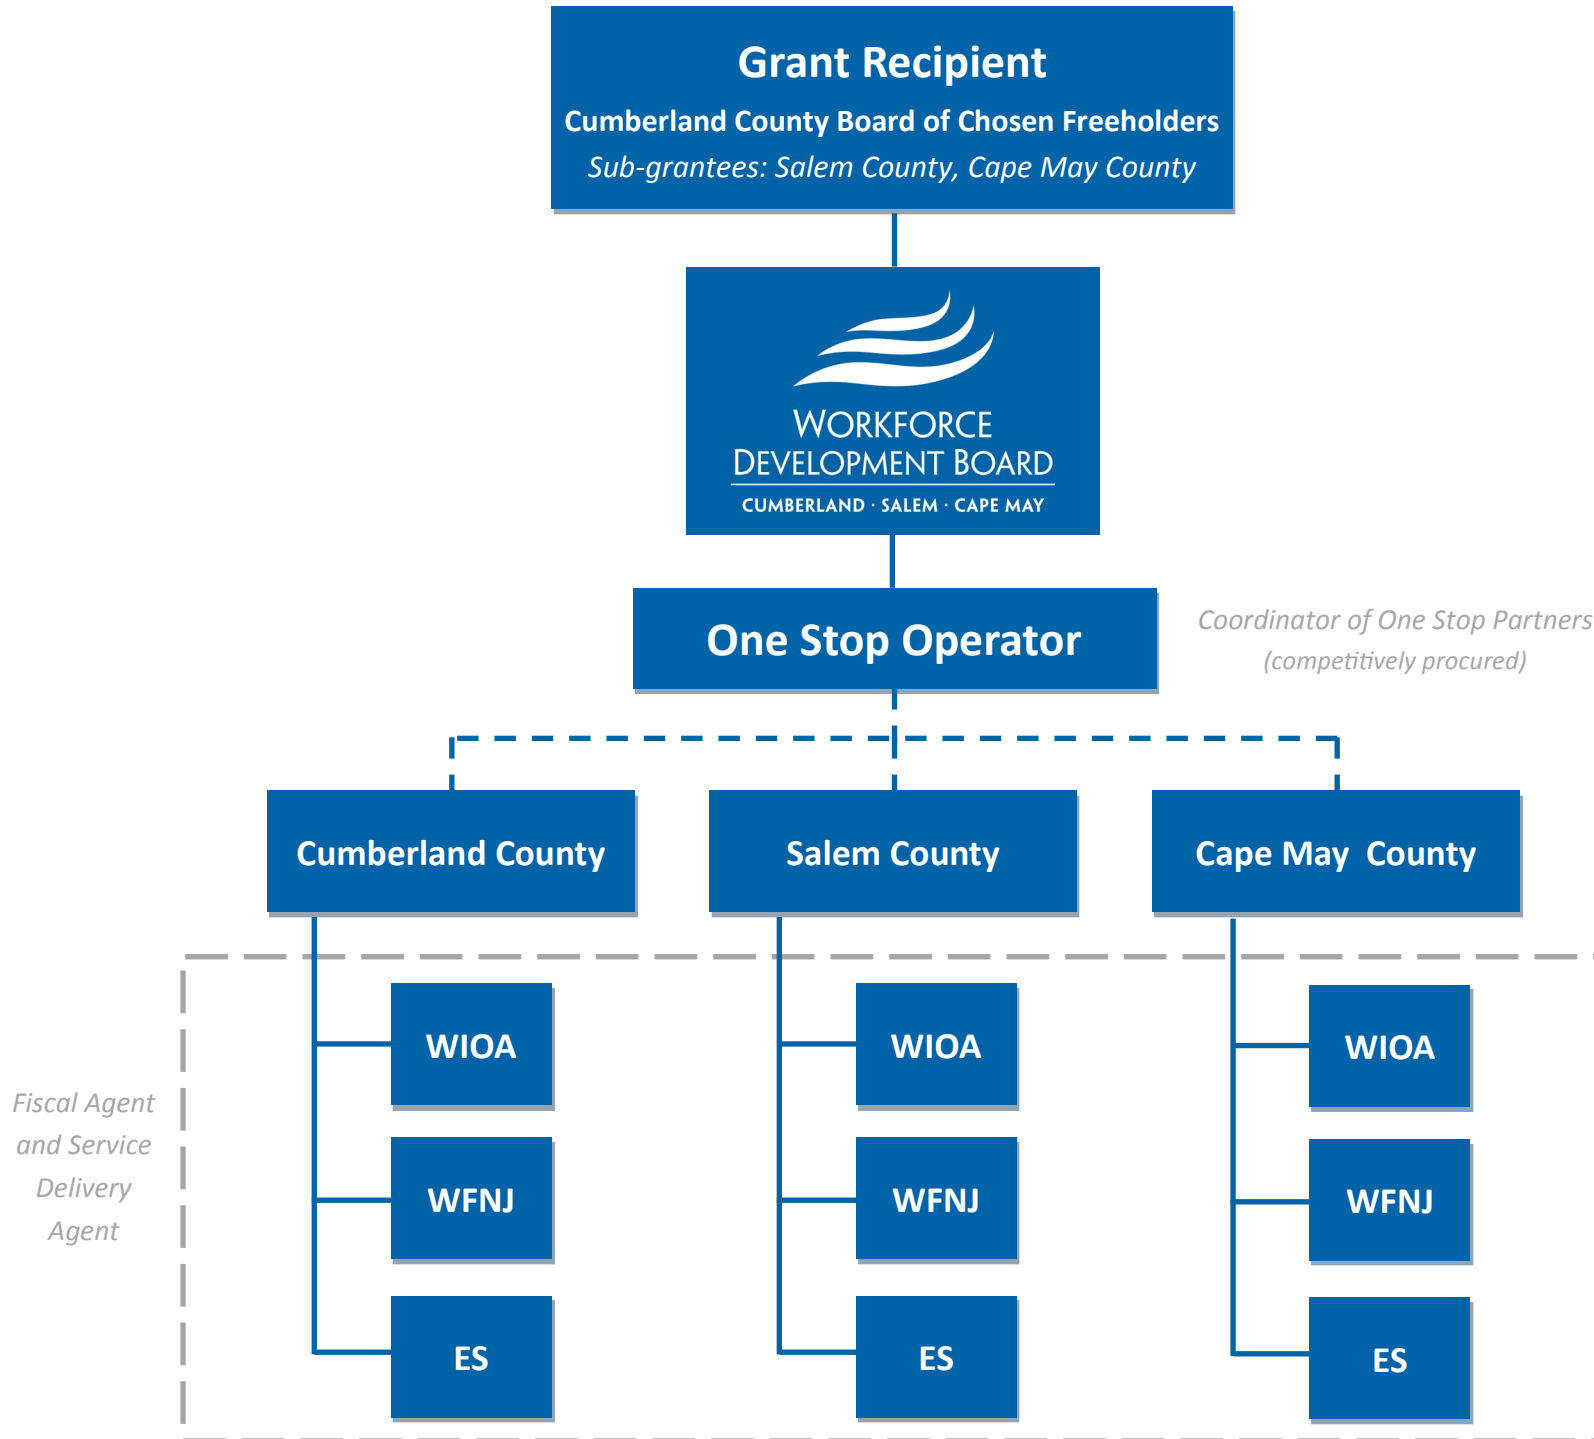 Grant Recipient
Cumberland County Board of Chosen Freeholders
Sub-grantees: Salem County, Cape May County
WORKFORCE
DEVELOPMENT BOARD
CUMBERLAND · SALEM · CAPE MAY
One Stop Operator
Coordinator of One Stop Partners
(competitively procured)
Cumberland County
Salem County
Cape May County
Fiscal Agent
and Service
Delivery
Agent
WIOA
WFNJ
ES
WIOA
WFNJ
ES
WIOA
WFNJ
ES